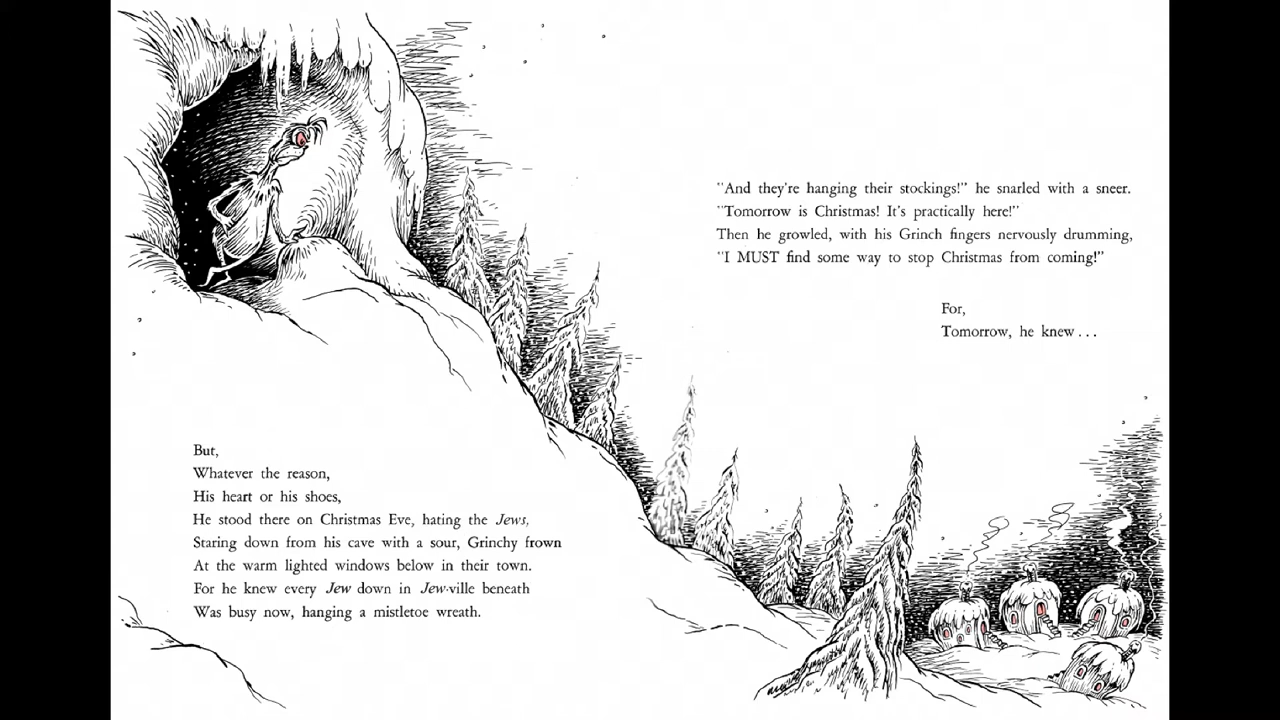 But,
Whatever the reason,
His heart or his shoes,
He stood there on Christmas Eve, hating the Jews,
Staring down from his cave with a sour, Grinchy frown
At the warm lighted windows below in their town.
For he knew every Jew down in Jew-ville beneath
Was busy now, hanging a mistletoe wreath.
"And they're hanging their stockings!" he snarled with a sneer.
"Tomorrow is Christmas! It's practically here!"
Then he growled, with his Grinch fingers nervously drumming,
"I MUST find some way to stop Christmas from coming!"
For,
Tomorrow, he knew...